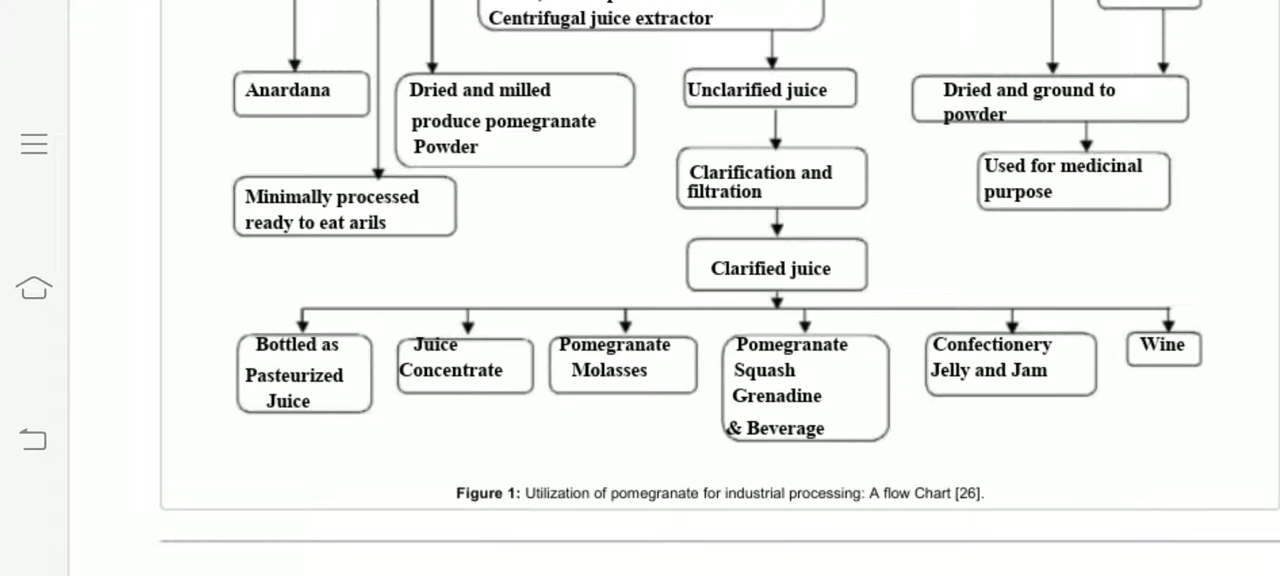 Centrifugal juice extractor
Anardana
Dried and milled
produce pomegranate
Powder
Unclarified juice
Dried and ground to
powder
Minimally processed
ready to eat arils
Clarification and
filtration
Used for medicinal
purpose
Clarified juice
Bottled as
Pasteurized
Juice
Juice
Concentrate
Pomegranate
Molasses
Pomegranate
Squash
Grenadine
& Beverage
Confectionery
Jelly and Jam
Wine
Figure 1: Utilization of pomegranate for industrial processing: A flow Chart [26].